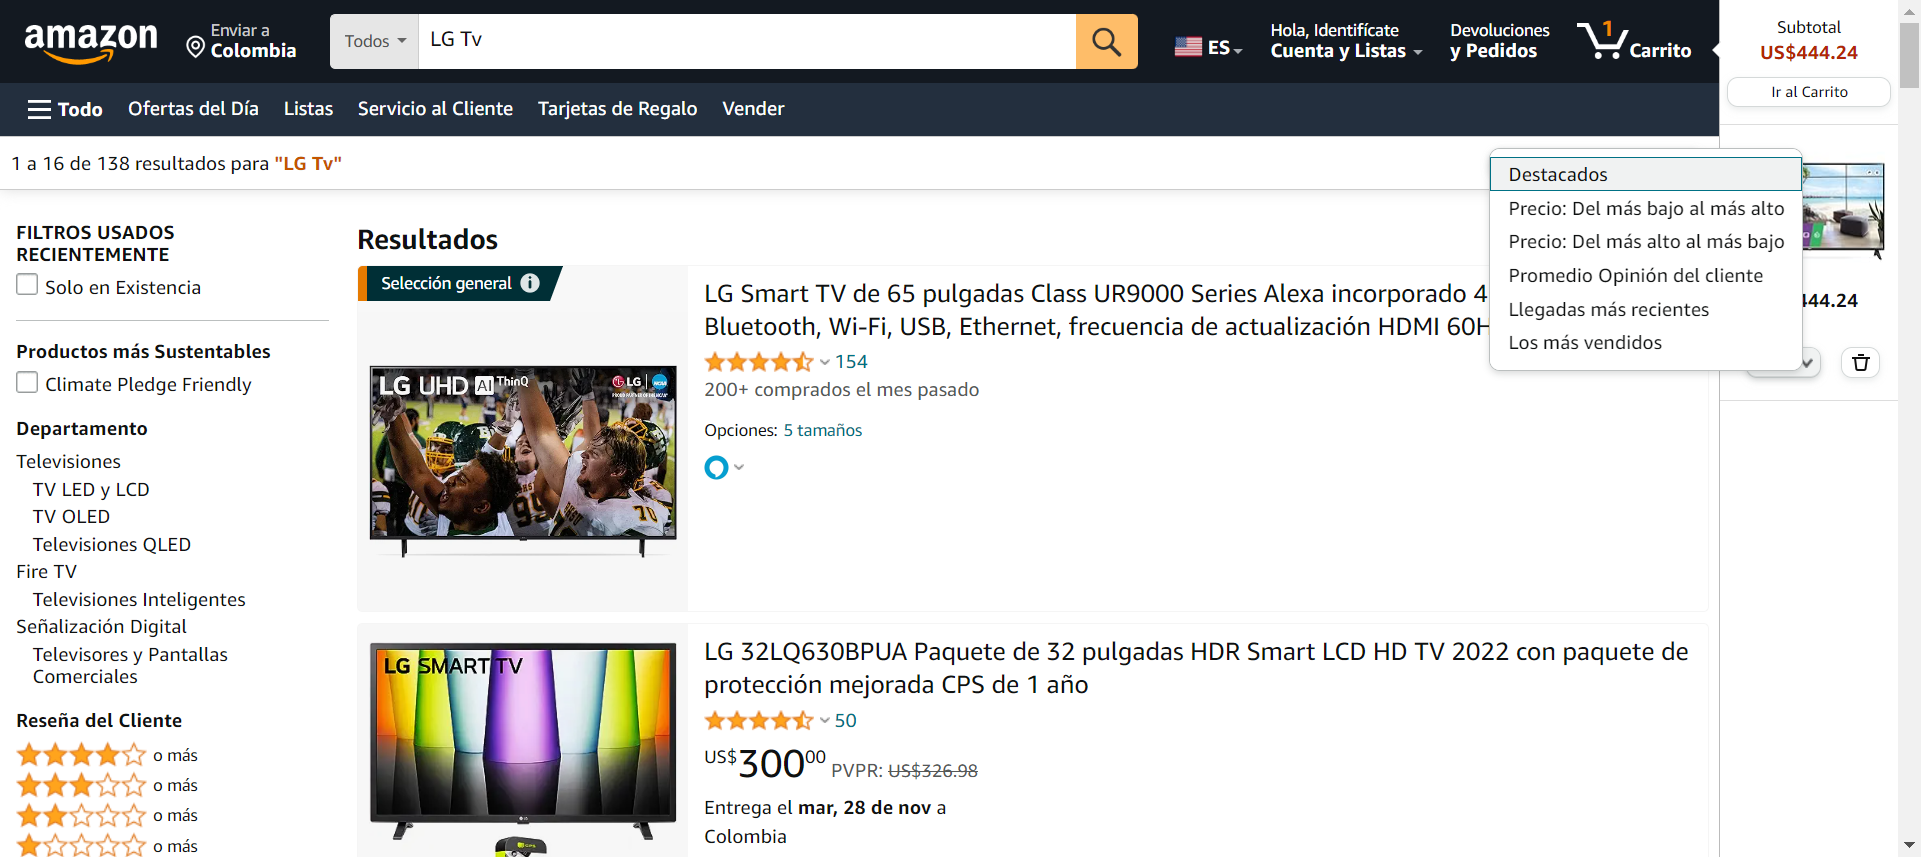 amazon
Enviar a
Colombia
Todos
LG Tv
ES
Hola, Identifícate
Cuenta y Listas
Devoluciones
y Pedidos
1
Carrito
Subtotal
US$444.24
Ir al Carrito
Todo
Ofertas del Día
Listas
Servicio al Cliente
Tarjetas de Regalo
Vender
1 a 16 de 138 resultados para "LG Tv"
Destacados
Precio: Del más bajo al más alto
Precio: Del más alto al más bajo
Promedio Opinión del cliente
Llegadas más recientes
Los más vendidos
444.24
FILTROS USADOS
RECIENTEMENTE
Solo en Existencia
Productos más Sustentables
Climate Pledge Friendly
Departamento
Televisiones
TV LED y LCD
TV OLED
Televisiones QLED
Fire TV
Televisiones Inteligentes
Señalización Digital
Televisores y Pantallas
Comerciales
Reseña del Cliente
o más
o más
o más
o más
Resultados
Selección general
LG UHD AI ThinQ
LG
LG Smart TV de 65 pulgadas Class UR9000 Series Alexa incorporado 4
Bluetooth, Wi-Fi, USB, Ethernet, frecuencia de actualización HDMI 60H
154
200+ comprados el mes pasado
Opciones: 5 tamaños
LG SMART TV
LG 32LQ630BPUA Paquete de 32 pulgadas HDR Smart LCD HD TV 2022 con paquete de
protección mejorada CPS de 1 año
50
US$30000 PVPR: US$326.98
Entrega el mar, 28 de nov a
Colombia